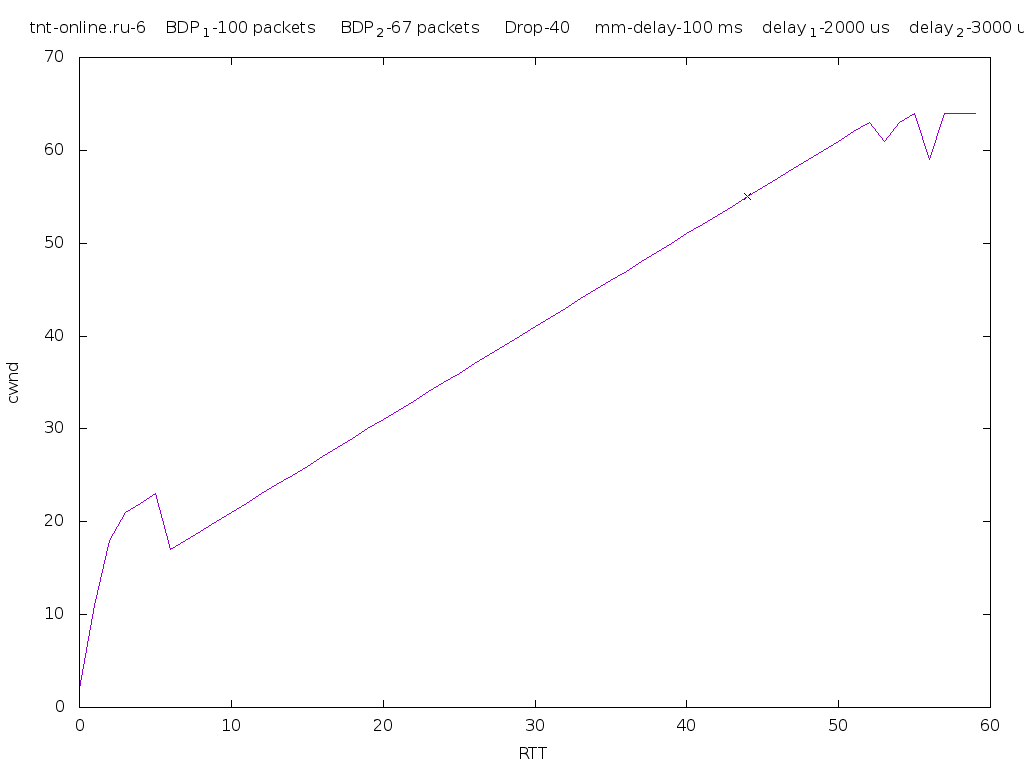 tnt-online.ru-6 BDP1-100 packets BDP2-67 packets Drop-40 mm-delay-100 ms delay1-2000 us delay2-3000 u
70
60
50
40
30
20
10
0
cwnd
0 10 20 30 40 50 60
RTT